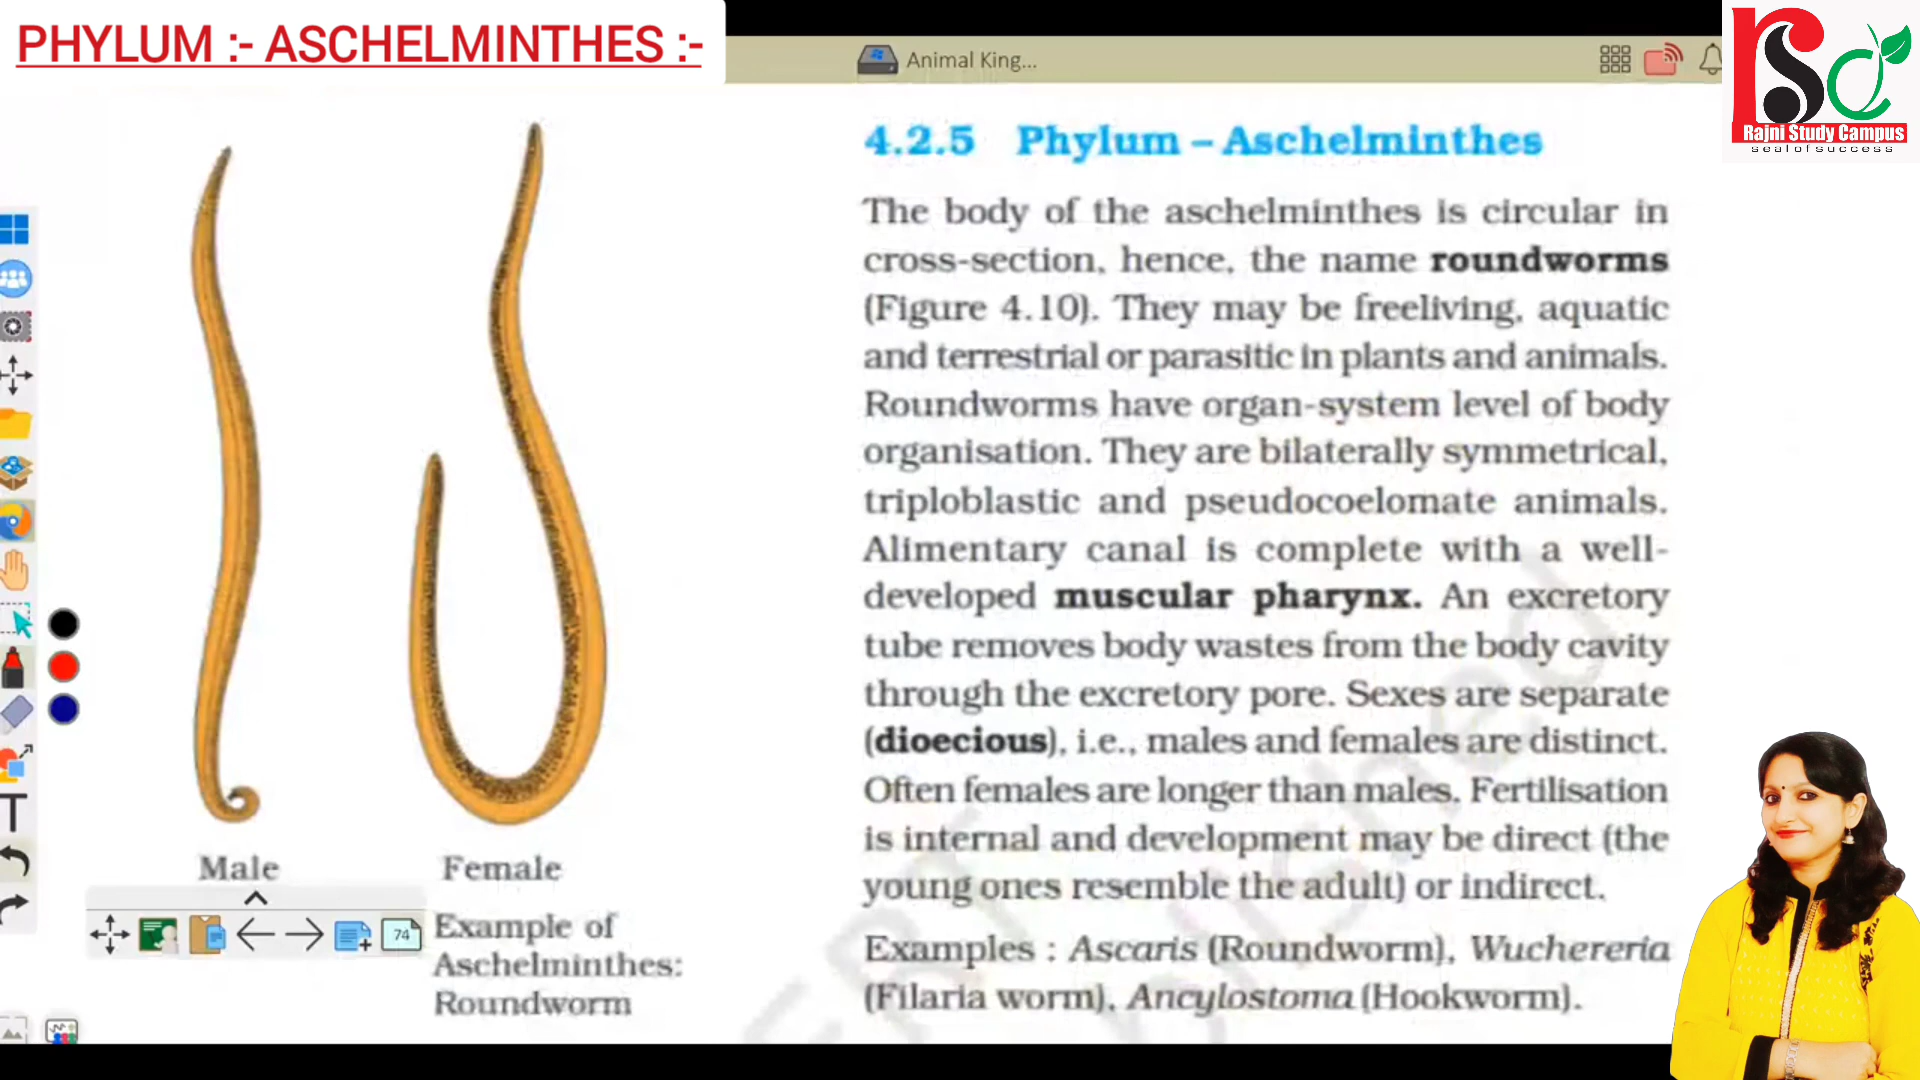 PHYLUM :- ASCHELMINTHES :-
Animal King...
Rajni Study Campus
seal of success
4.2.5 Phylum – Aschelminthes
The body of the aschelminthes is circular in
cross-section, hence, the name roundworms
(Figure 4.10). They may be freeliving, aquatic
and terrestrial or parasitic in plants and animals.
Roundworms have organ-system level of body
organisation. They are bilaterally symmetrical,
triploblastic and pseudocoelomate animals.
Alimentary canal is complete with a well-
developed muscular pharynx. An excretory
tube removes body wastes from the body cavity
through the excretory pore. Sexes are separate
(dioecious), i.e., males and females are distinct.
Often females are longer than males. Fertilisation
is internal and development may be direct (the
young ones resemble the adult) or indirect.
Examples : Ascaris (Roundworm), Wuchereria
(Filaria worm), Ancylostoma (Hookworm).
Male
Female
74
Example of
Aschelminthes:
Roundworm